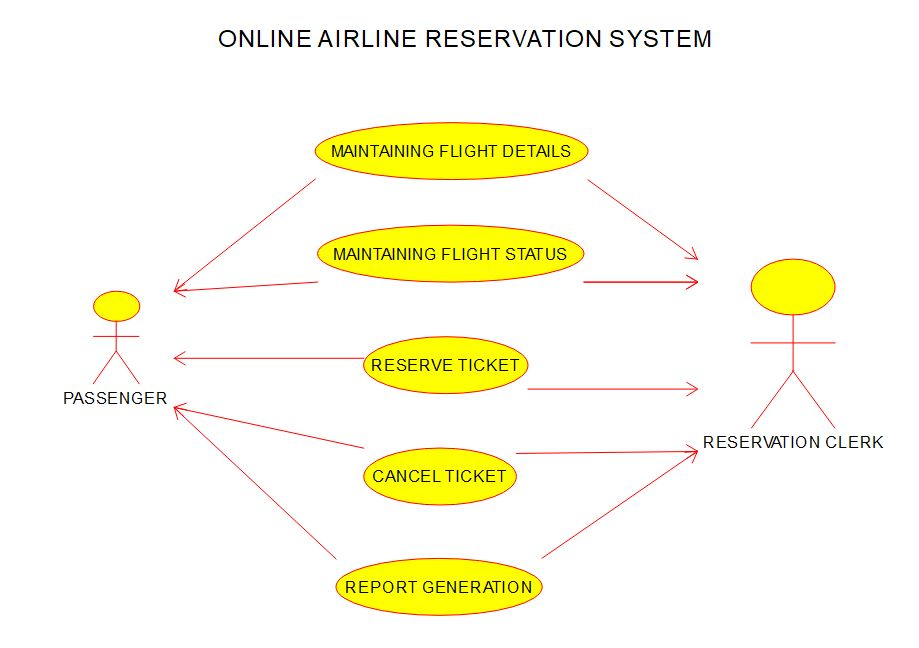 ONLINE AIRLINE RESERVATION SYSTEM
MAINTAINING FLIGHT DETAILS
MAINTAINING FLIGHT STATUS
RESERVE TICKET
PASSENGER
RESERVATION CLERK
CANCEL TICKET
REPORT GENERATION